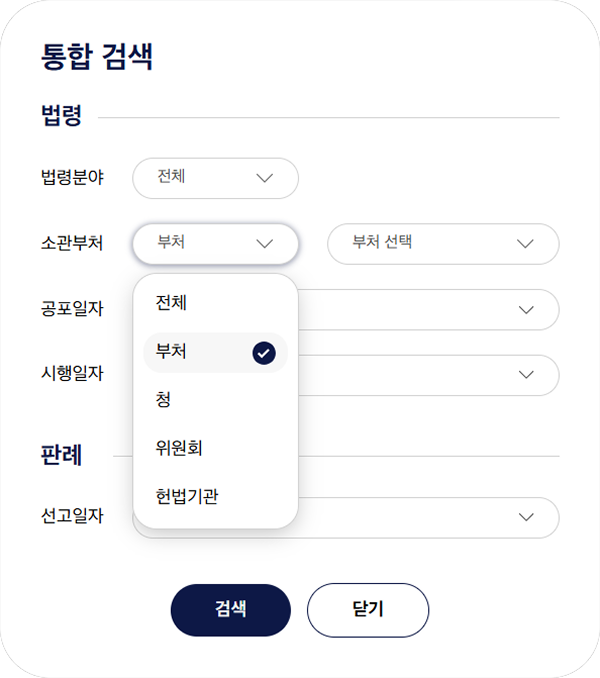 통합 검색
법령
법령분야
전체
소관부처
부처
부처 선택
전체
부처
청
위원회
헌법기관
공포일자
시행일자
판례
선고일자
검색
닫기